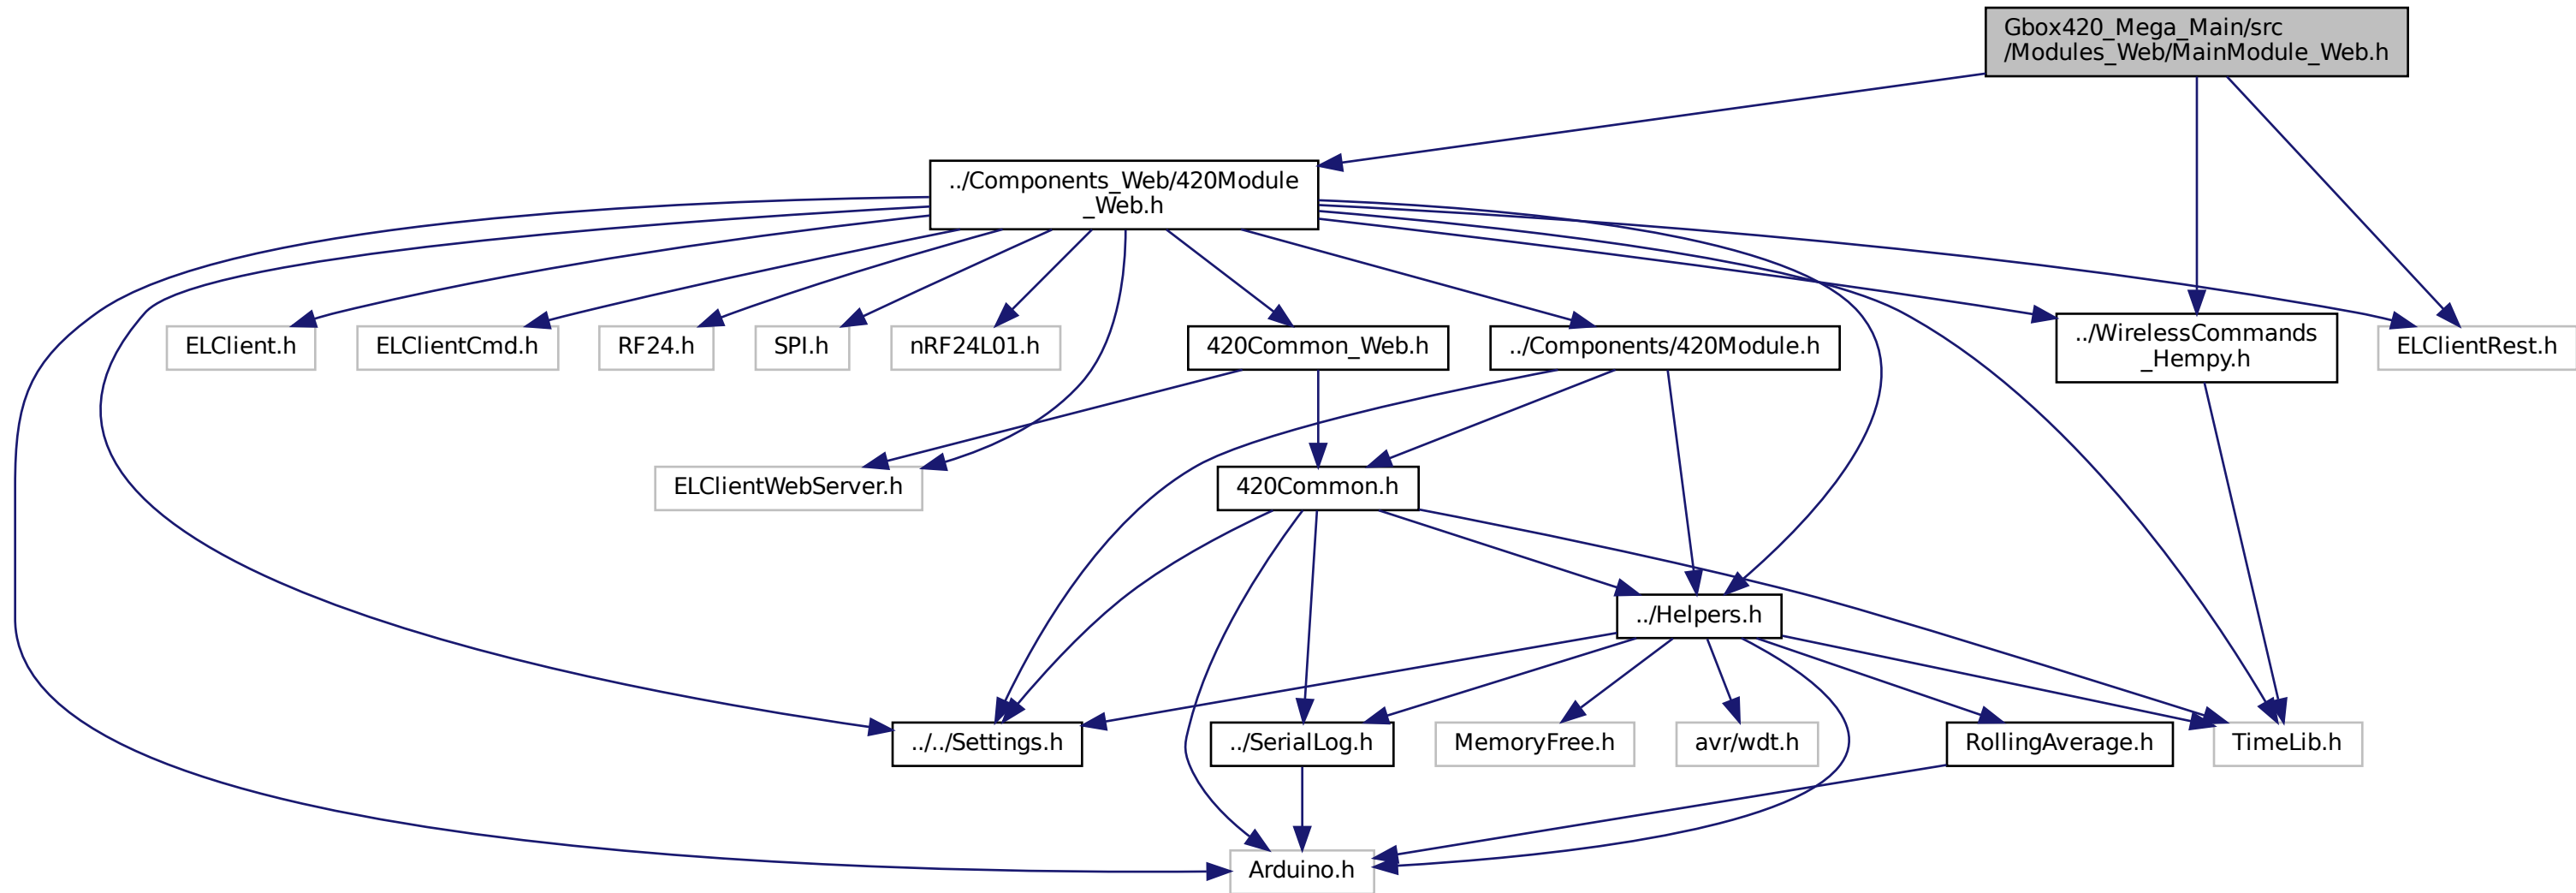 Gbox420_Mega_Main/src
/Modules_Web/MainModule_Web.h
../Components_Web/420Module
_Web.h
ELClient.h
ELClientCmd.h
RF24.h
SPI.h
nRF24L01.h
420Common_Web.h
../Components/420Module.h
../WirelessCommands
_Hempy.h
ELClientRest.h
ELClientWebServer.h
420Common.h
../Helpers.h
../../Settings.h
../SerialLog.h
MemoryFree.h
avr/wdt.h
RollingAverage.h
TimeLib.h
Arduino.h